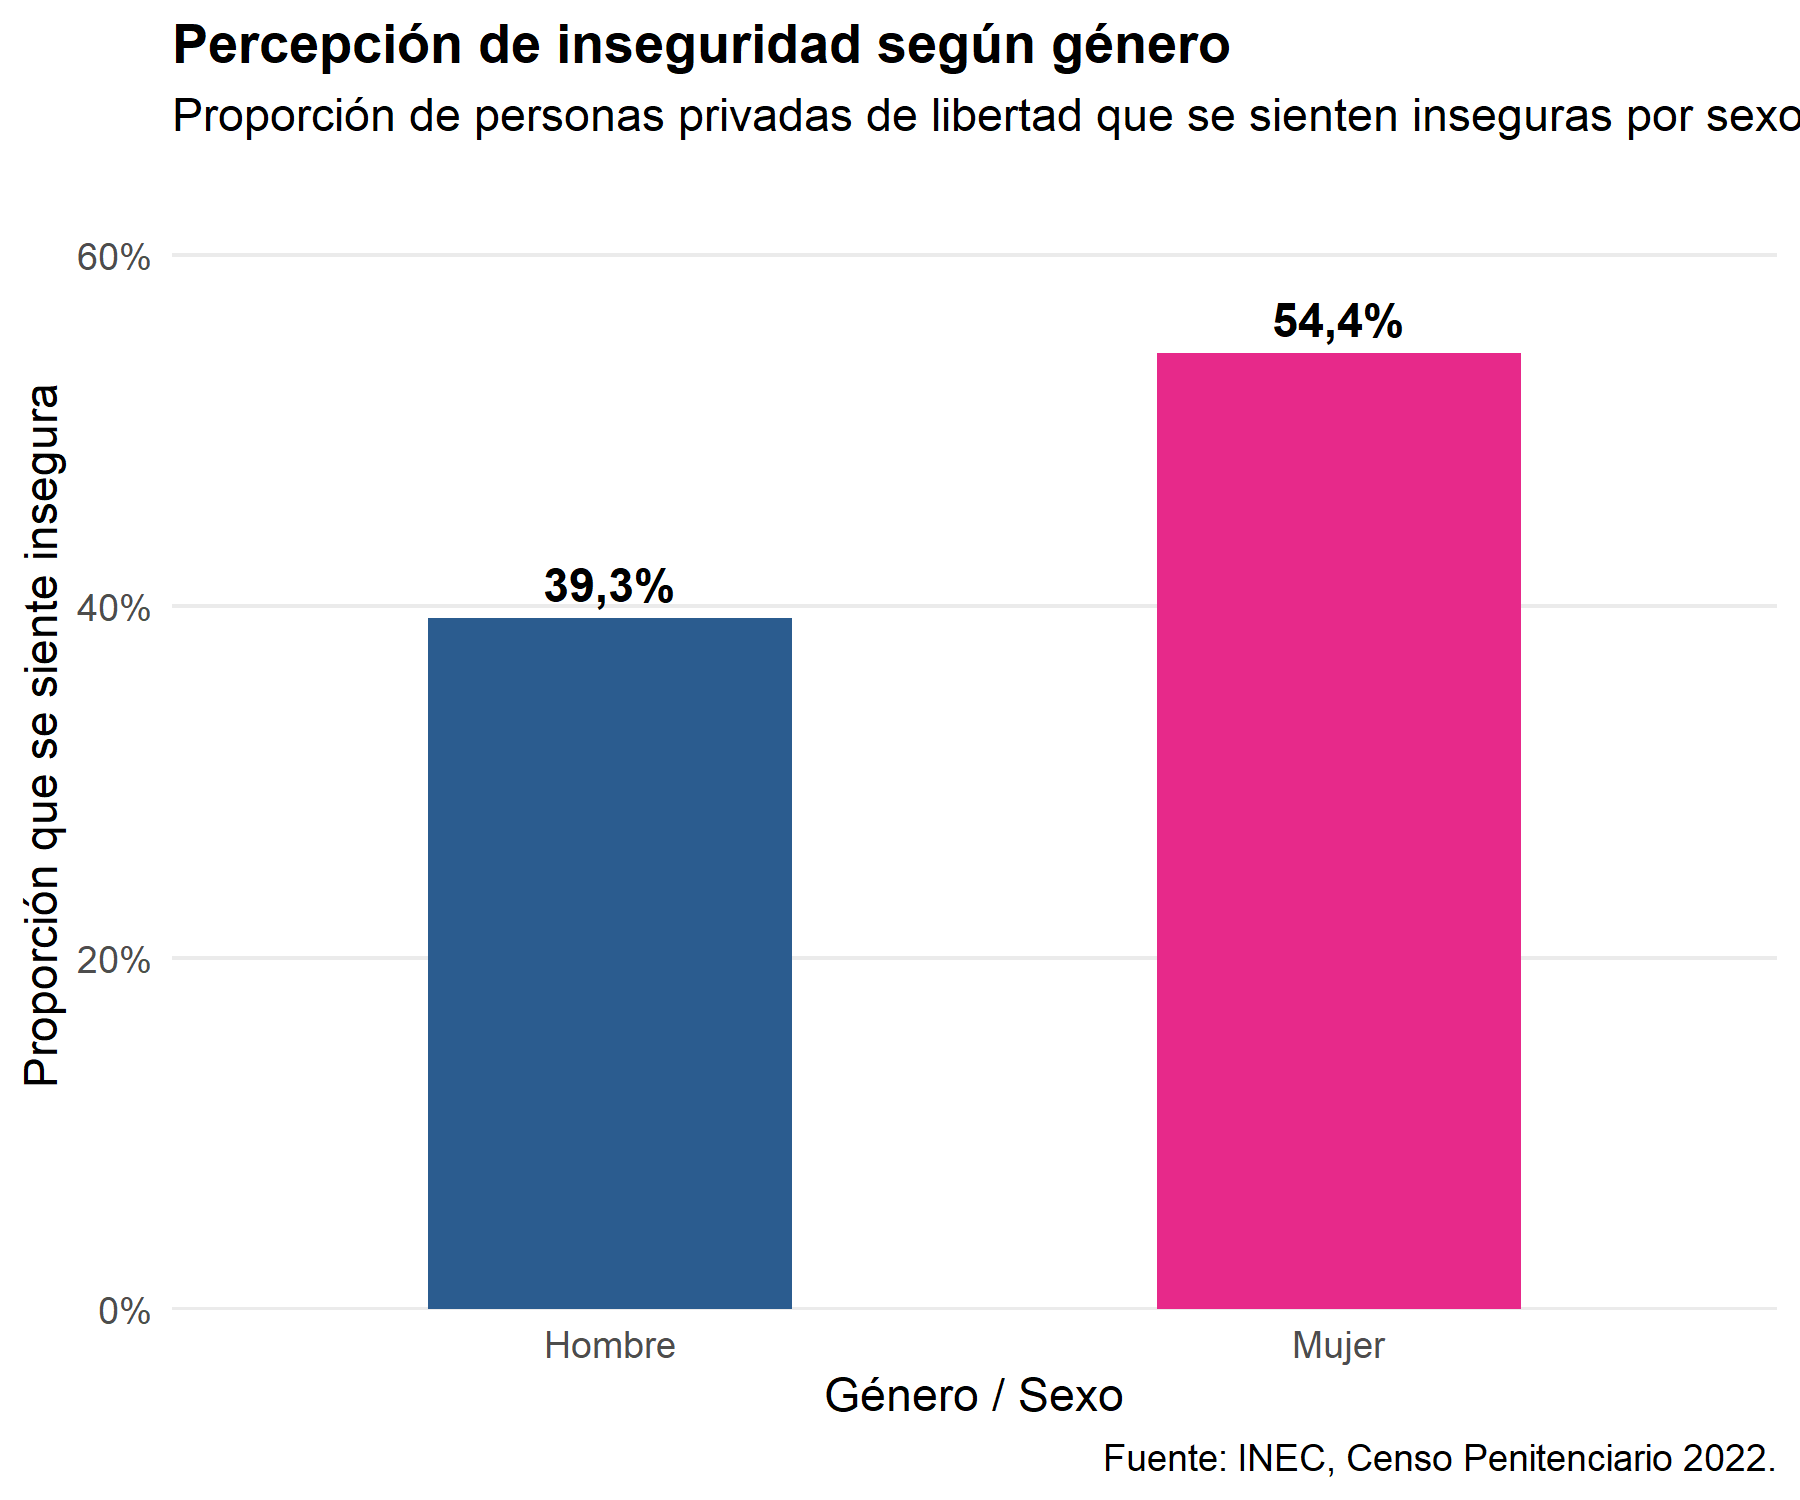 Percepción de inseguridad según género
Proporción de personas privadas de libertad que se sienten inseguras por sexo
Proporción que se siente insegura
60%
40%
20%
0%
39,3%
54,4%
Hombre
Mujer
Género / Sexo
Fuente: INEC, Censo Penitenciario 2022.